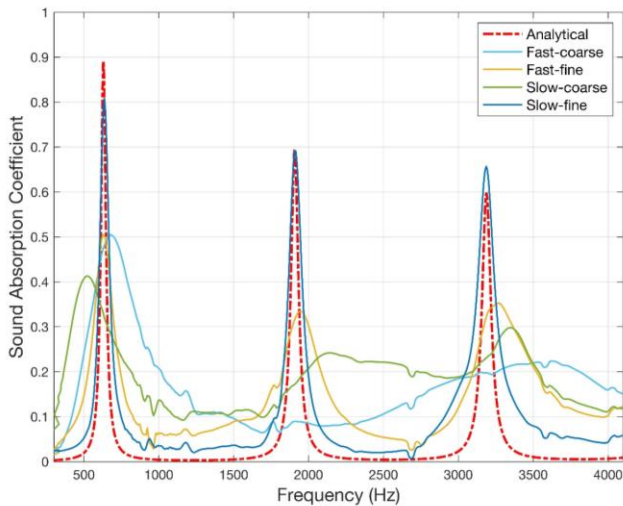 1
0.9
0.8
0.7
0.6
0.5
0.4
0.3
0.2
0.1
0
Sound Absorption Coefficient
Analytical
Fast-coarse
Fast-fine
Slow-coarse
Slow-fine
500 1000 1500 2000 2500 3000 3500 4000
Frequency (Hz)